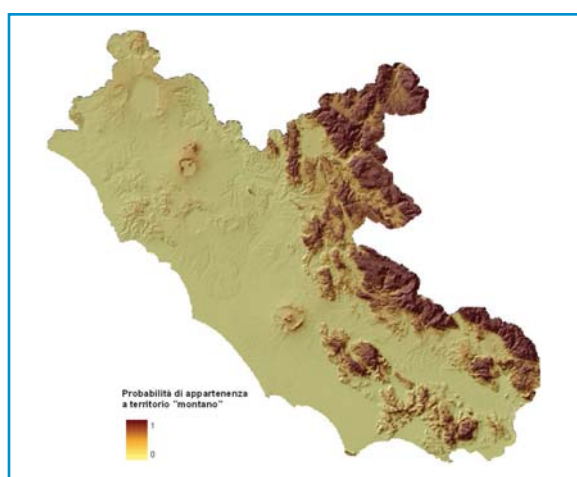 Probabilità di appartenenza
a territorio "montano"
1
0